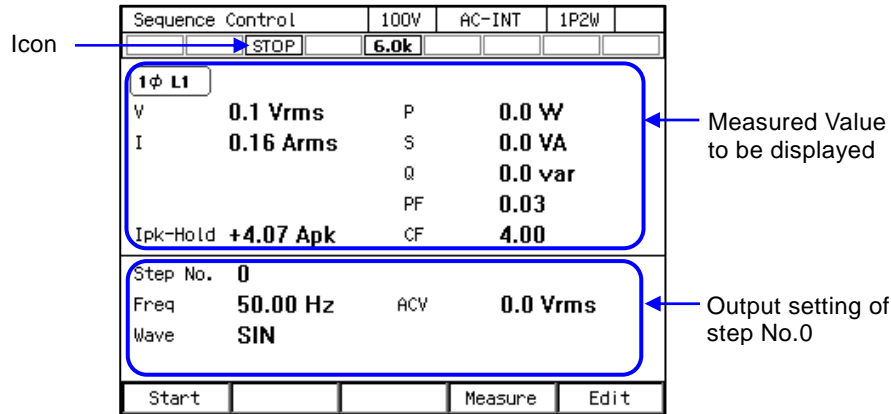 Sequence Control 100V AC-INT 1P2W
Icon STOP 6.0k
1φ L1
V 0.1 Vrms P 0.0 W
I 0.16 Arms S 0.0 VA
Q 0.0 var
PF 0.03
Ipk-Hold +4.07 Apk CF 4.00
Measured Value
to be displayed
Step No. 0
Freq 50.00 Hz ACV 0.0 Vrms
Wave SIN
Output setting of
step No.0
Start Measure Edit